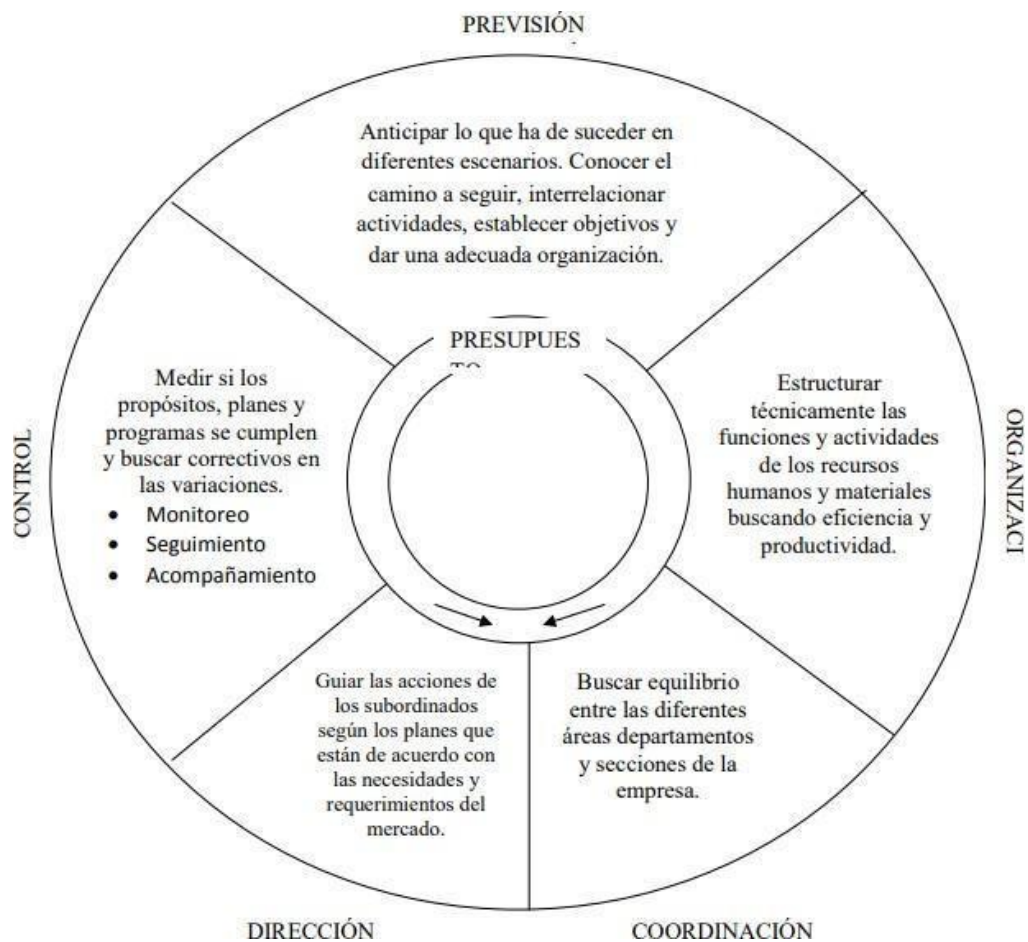 PREVISIÓN
Anticipar lo que ha de suceder en
diferentes escenarios. Conocer el
camino a seguir, interrelacionar
actividades, establecer objetivos y
dar una adecuada organización.
PRESUPUES
TO
Medir si los
propósitos, planes y
programas se cumplen
y buscar correctivos en
las variaciones.
• Monitoreo
• Seguimiento
• Acompañamiento
CONTROL
Estructurar
técnicamente las
funciones y actividades
de los recursos
humanos y materiales
buscando eficiencia y
productividad.
ORGANIZACI
Guiar las acciones de
los subordinados
según los planes que
están de acuerdo con
las necesidades y
requerimientos del
mercado.
Buscar equilibrio
entre las diferentes
áreas departamentos
y secciones de la
empresa.
DIRECCIÓN
COORDINACIÓN